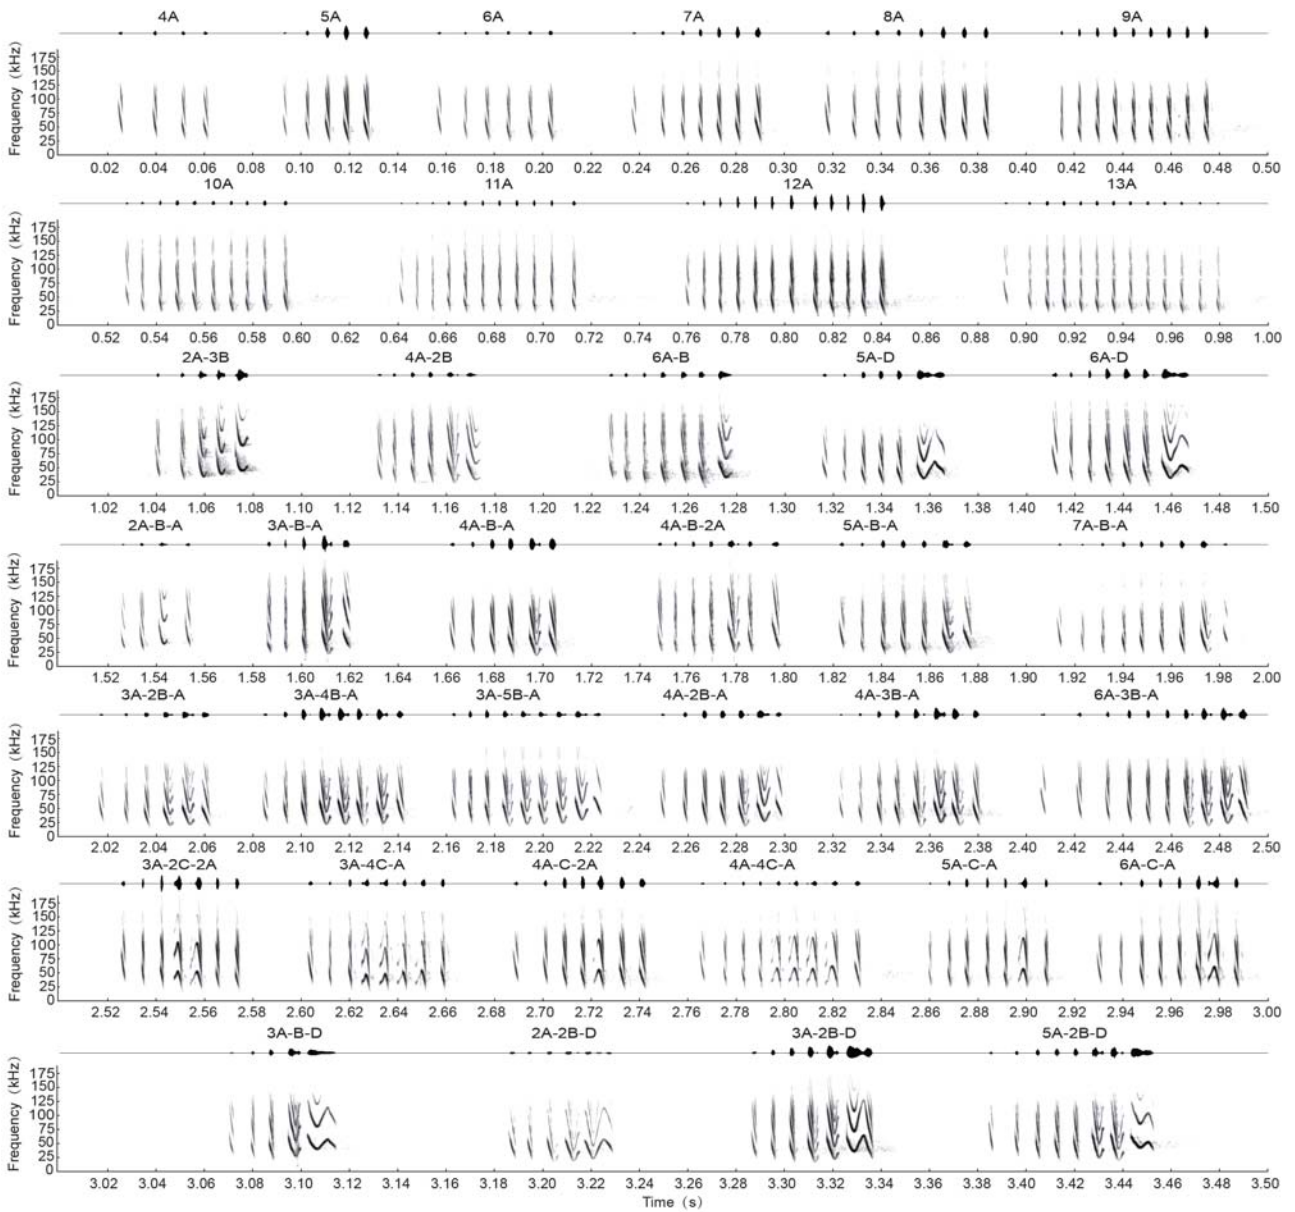 4A 5A 6A 7A 8A 9A
Frequency (kHz)
175
150
125
100
75
50
25
0
0.02 0.04 0.06 0.08 0.10 0.12 0.14 0.16 0.18 0.20 0.22 0.24 0.26 0.28 0.30 0.32 0.34 0.36 0.38 0.40 0.42 0.44 0.46 0.48 0.50
10A 11A 12A 13A
Frequency (kHz)
175
150
125
100
75
50
25
0
0.52 0.54 0.56 0.58 0.60 0.62 0.64 0.66 0.68 0.70 0.72 0.74 0.76 0.78 0.80 0.82 0.84 0.86 0.88 0.90 0.92 0.94 0.96 0.98 1.00
2A-3B 4A-2B 6A-B 5A-D 6A-D
Frequency (kHz)
175
150
125
100
75
50
25
0
1.02 1.04 1.06 1.08 1.10 1.12 1.14 1.16 1.18 1.20 1.22 1.24 1.26 1.28 1.30 1.32 1.34 1.36 1.38 1.40 1.42 1.44 1.46 1.48 1.50
2A-B-A 3A-B-A 4A-B-A 4A-B-2A 5A-B-A 7A-B-A
Frequency (kHz)
175
150
125
100
75
50
25
0
1.52 1.54 1.56 1.58 1.60 1.62 1.64 1.66 1.68 1.70 1.72 1.74 1.76 1.78 1.80 1.82 1.84 1.86 1.88 1.90 1.92 1.94 1.96 1.98 2.00
3A-2B-A 3A-4B-A 3A-5B-A 4A-2B-A 4A-3B-A 6A-3B-A
Frequency (kHz)
175
150
125
100
75
50
25
0
2.02 2.04 2.06 2.08 2.10 2.12 2.14 2.16 2.18 2.20 2.22 2.24 2.26 2.28 2.30 2.32 2.34 2.36 2.38 2.40 2.42 2.44 2.46 2.48 2.50
3A-2C-2A 3A-4C-A 4A-C-2A 4A-4C-A 5A-C-A 6A-C-A
Frequency (kHz)
175
150
125
100
75
50
25
0
2.52 2.54 2.56 2.58 2.60 2.62 2.64 2.66 2.68 2.70 2.72 2.74 2.76 2.78 2.80 2.82 2.84 2.86 2.88 2.90 2.92 2.94 2.96 2.98 3.00
3A-B-D 2A-2B-D 3A-2B-D 5A-2B-D
Frequency (kHz)
175
150
125
100
75
50
25
0
3.02 3.04 3.06 3.08 3.10 3.12 3.14 3.16 3.18 3.20 3.22 3.24 3.26 3.28 3.30 3.32 3.34 3.36 3.38 3.40 3.42 3.44 3.46 3.48 3.50
Time (s)